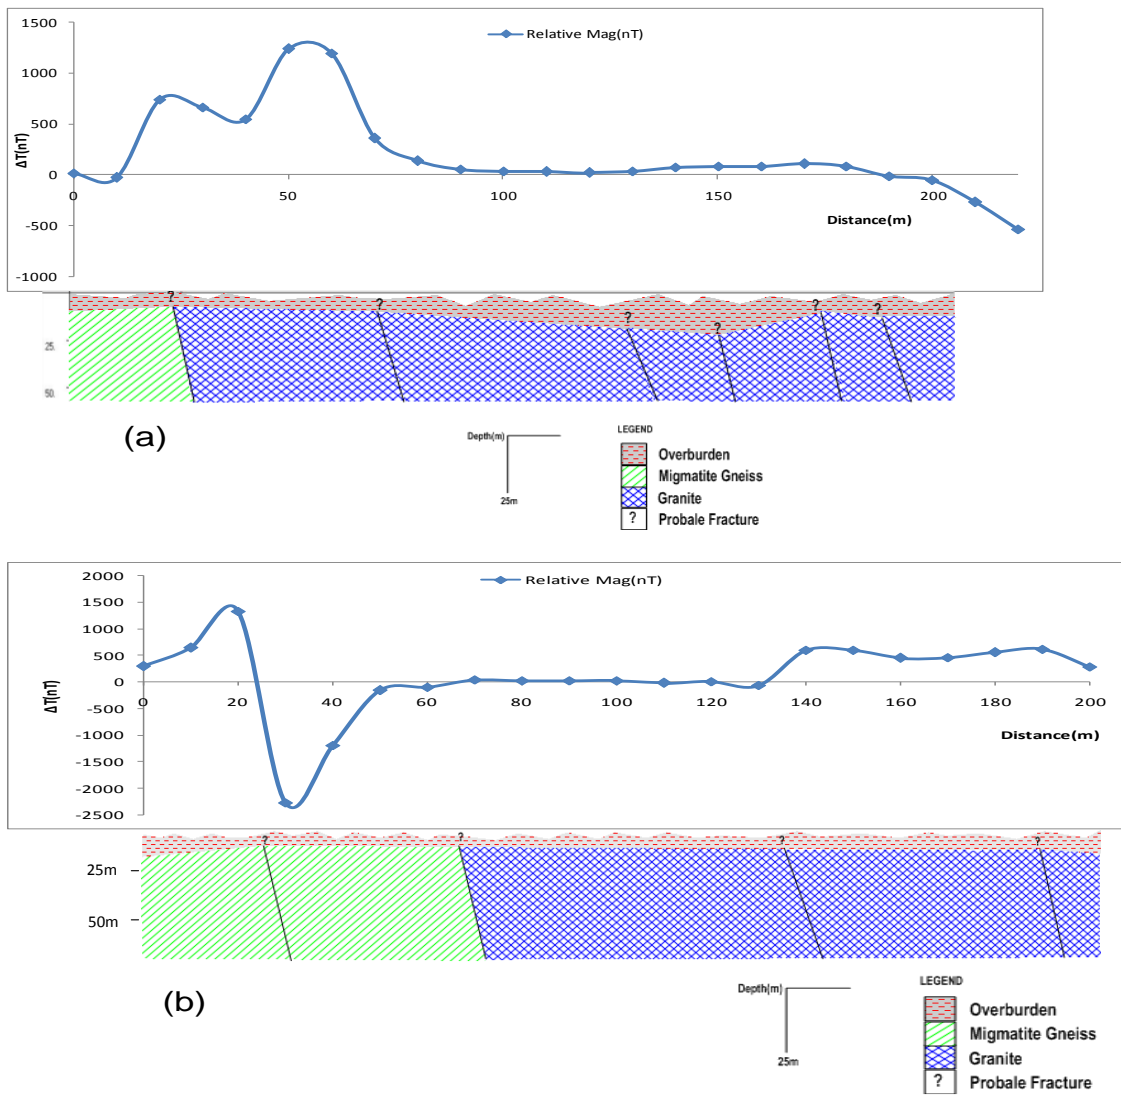 1500
Relative Mag(nT)
1000
500
ΔT(nT)
0
0
50
100
150
200
Distance(m)
-500
-1000
? ? ? ? ? ?
25.
50.
(a)
Depth(m)
25m
LEGEND
Overburden
Migmatite Gneiss
Granite
? Probale Fracture
2000
Relative Mag(nT)
1500
1000
500
ΔT(nT)
0
0 20 40 60 80 100 120 140 160 180 200
-500
Distance(m)
-1000
-1500
-2000
-2500
? ? ? ?
25m
50m
(b)
Depth(m)
25m
LEGEND
Overburden
Migmatite Gneiss
Granite
? Probale Fracture